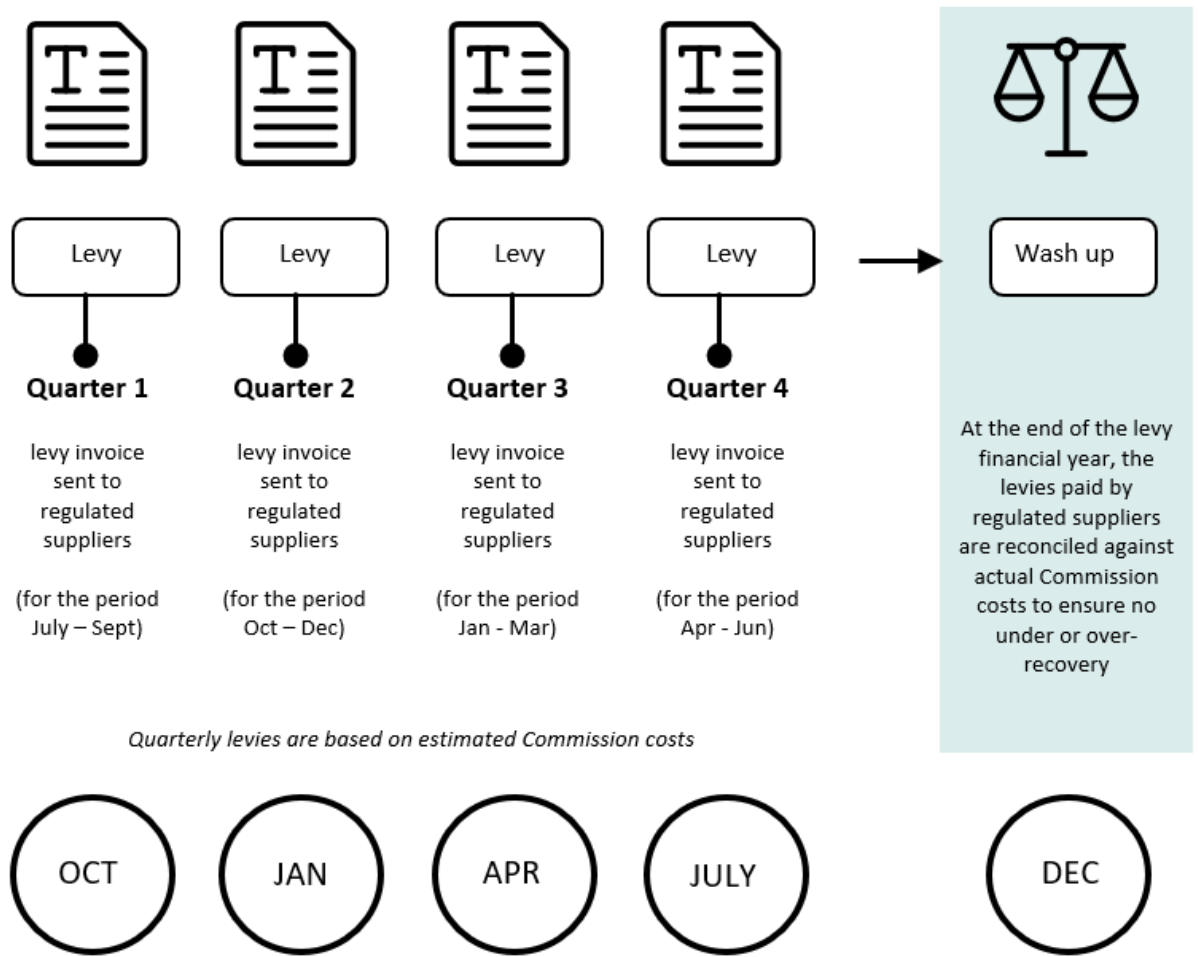 T
T
T
T
Levy
Levy
Levy
Levy
Wash up
Quarter 1
levy invoice
sent to
regulated
suppliers
(for the period
July – Sept)
Quarter 2
levy invoice
sent to
regulated
suppliers
(for the period
Oct – Dec)
Quarter 3
levy invoice
sent to
regulated
suppliers
(for the period
Jan - Mar)
Quarter 4
levy invoice
sent to
regulated
suppliers
(for the period
Apr - Jun)
At the end of the levy
financial year, the
levies paid by
regulated suppliers
are reconciled against
actual Commission
costs to ensure no
under or over-
recovery
Quarterly levies are based on estimated Commission costs
OCT
JAN
APR
JULY
DEC